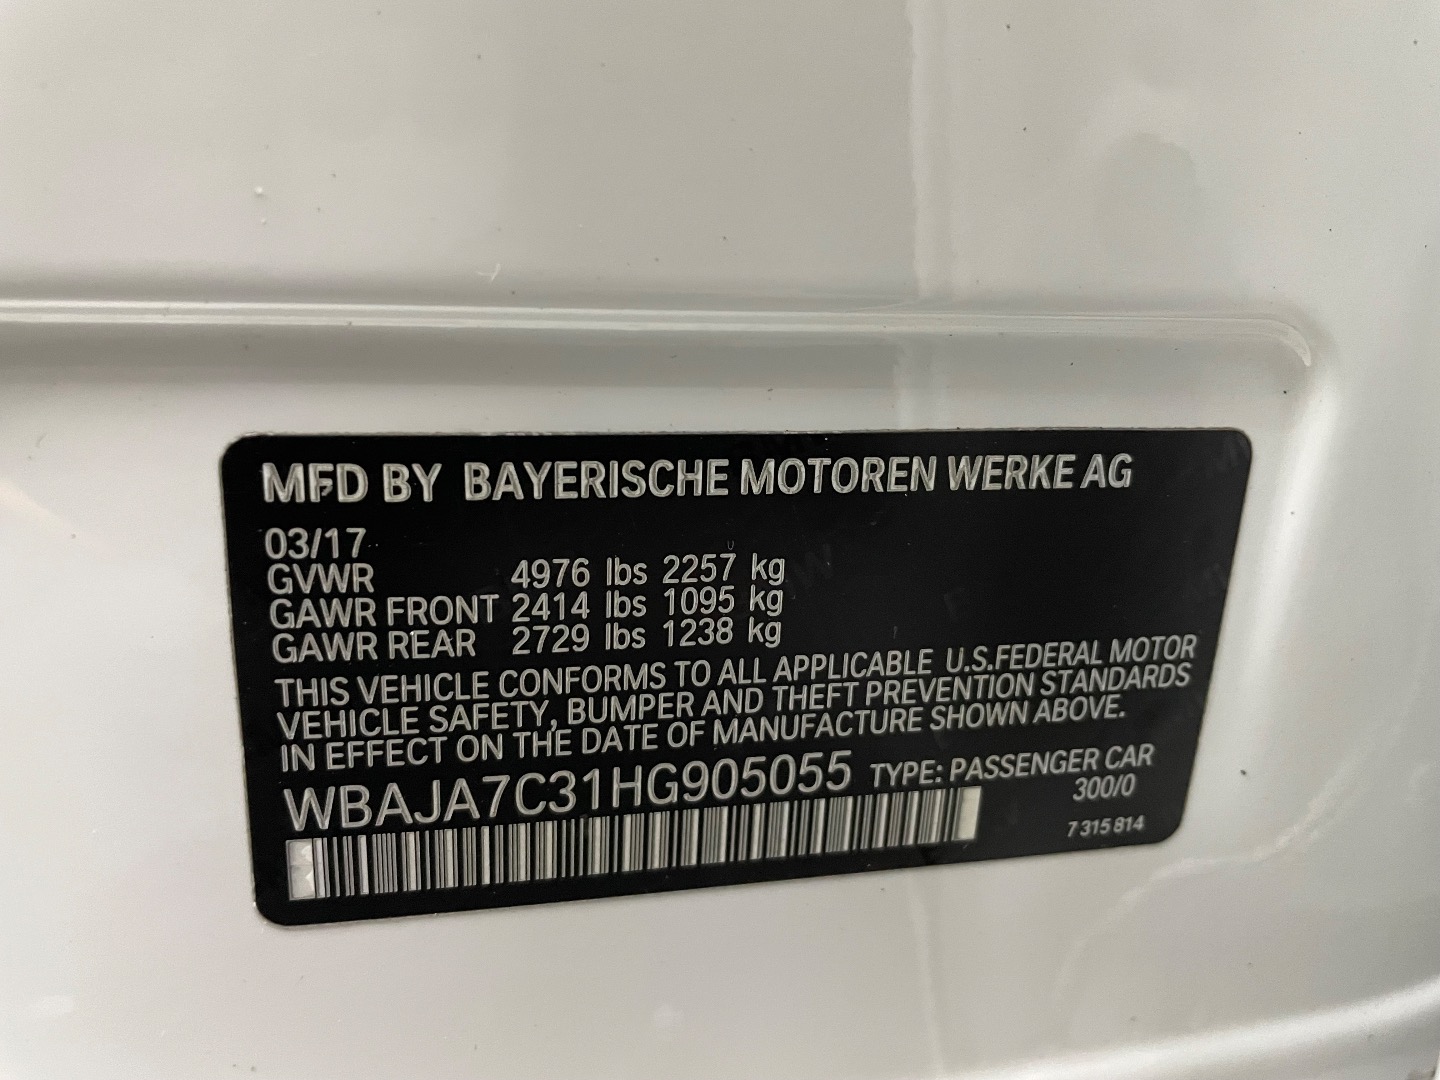 MFD BY BAYERISCHE MOTOREN WERKE AG
03/17
GVWR 4976 lbs 2257 kg
GAWR FRONT 2414 lbs 1095 kg
GAWR REAR 2729 lbs 1238 kg
THIS VEHICLE CONFORMS TO ALL APPLICABLE U.S.FEDERAL MOTOR
VEHICLE SAFETY, BUMPER AND THEFT PREVENTION STANDARDS
IN EFFECT ON THE DATE OF MANUFACTURE SHOWN ABOVE.
WBAJA7C31HG905055 TYPE: PASSENGER CAR
300/0
7 315 814